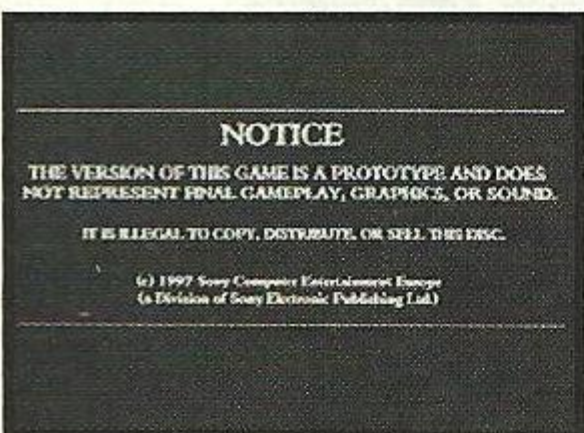 NOTICE
THE VERSION OF THIS GAME IS A PROTOTYPE AND DOES
NOT REPRESENT FINAL GAMEPLAY, GRAPHICS, OR SOUND.
IT IS ILLEGAL TO COPY, DISTRIBUTE, OR SELL THIS DISC.
(c) 1997 Sony Computer Entertainment Europe
(a Division of Sony Electronic Publishing Ltd.)